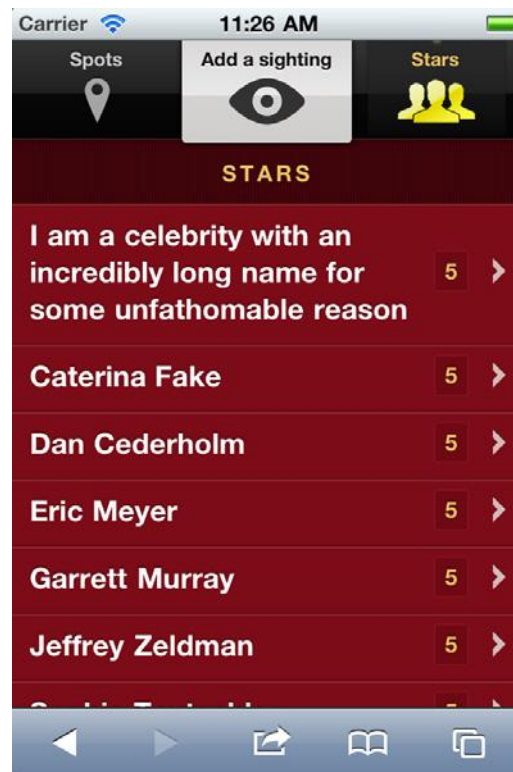 Carrier 11:26 AM
Spots Add a sighting Stars
STARS
I am a celebrity with an
incredibly long name for 5
some unfathomable reason
Caterina Fake 5
Dan Cederholm 5
Eric Meyer 5
Garrett Murray 5
Jeffrey Zeldman 5